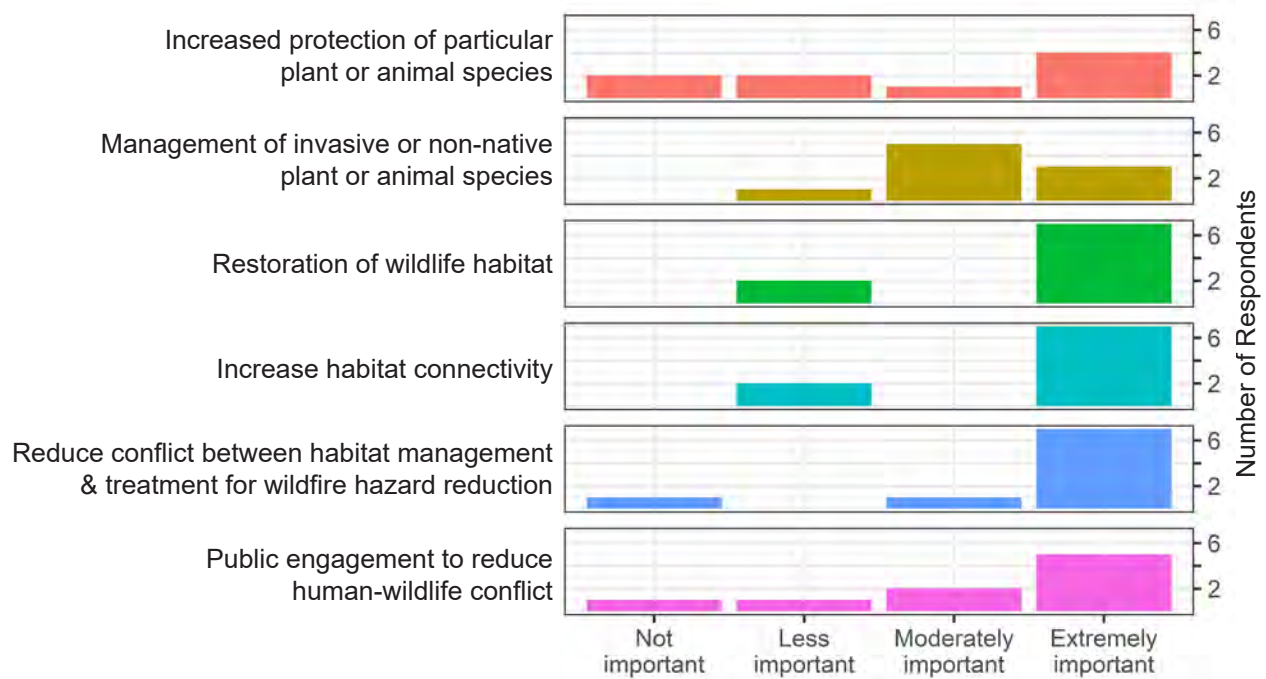 Increased protection of particular
plant or animal species
6
2
Management of invasive or non-native
plant or animal species
6
2
Restoration of wildlife habitat
6
2
Increase habitat connectivity
6
2
Reduce conflict between habitat management
& treatment for wildfire hazard reduction
6
2
Public engagement to reduce
human-wildlife conflict
6
2
Number of Respondents
Not
important
Less
important
Moderately
important
Extremely
important